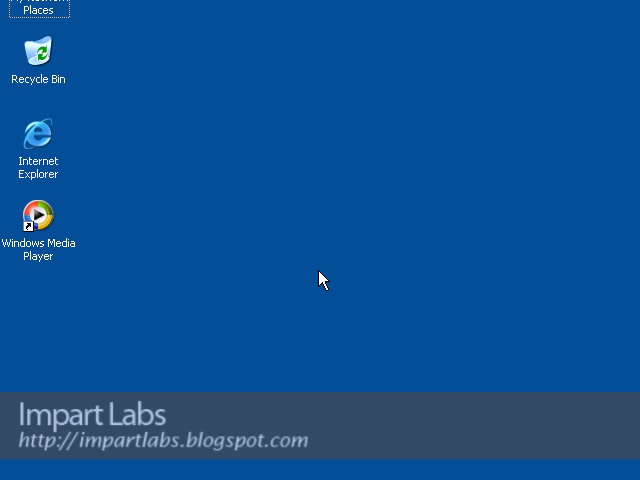 Places
Recycle Bin
Internet
Explorer
Windows Media
Player
Impart Labs
http://impartlabs.blogspot.com